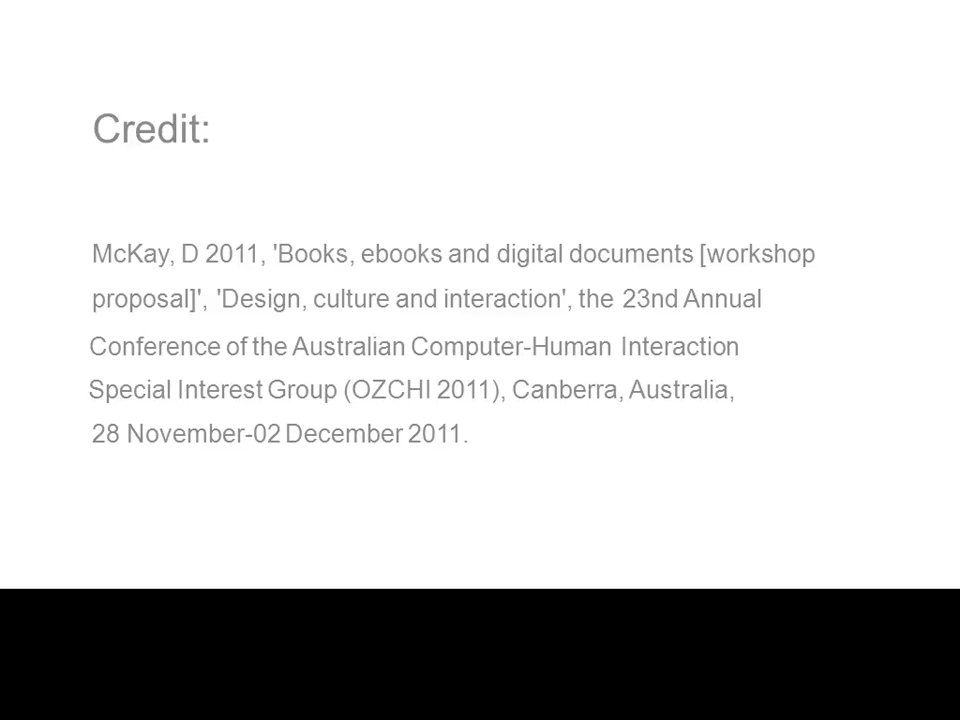 Credit:
McKay, D 2011, 'Books, ebooks and digital documents [workshop
proposal]', 'Design, culture and interaction', the 23nd Annual
Conference of the Australian Computer-Human Interaction
Special Interest Group (OZCHI 2011), Canberra, Australia,
28 November-02 December 2011.